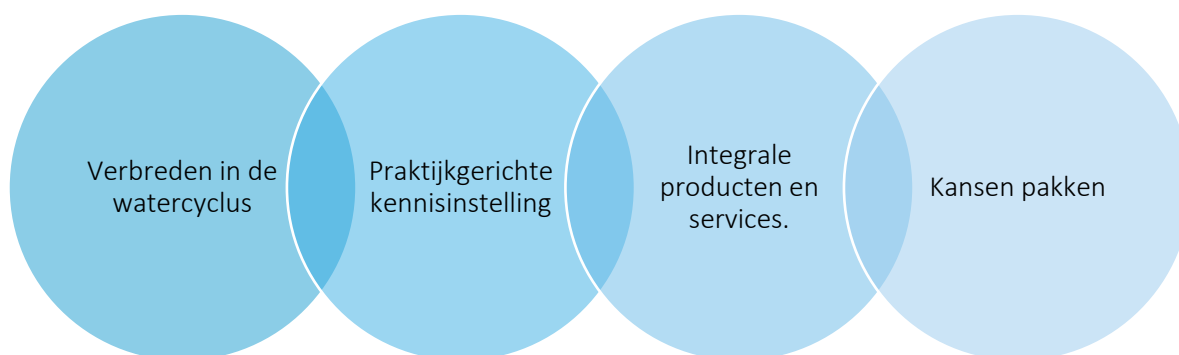 Verbreden in de
watercyclus
Praktijkgerichte
kennisinstelling
Integrale
producten en
services.
Kansen pakken